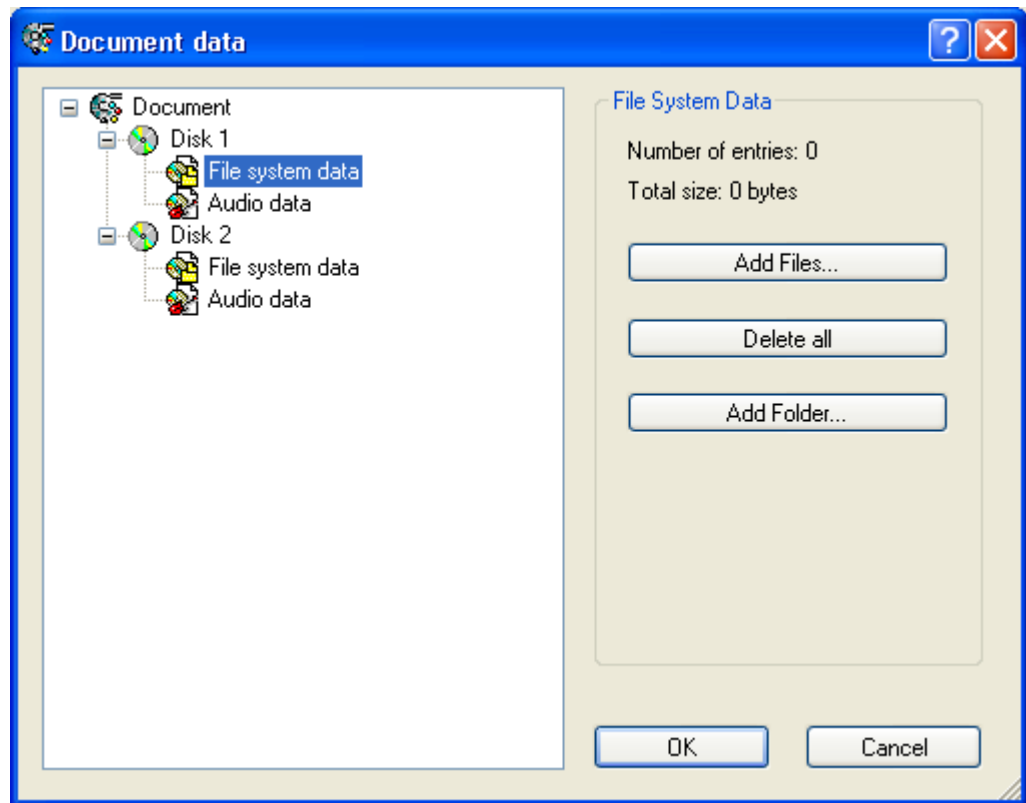 Document data
Document
Disk 1
File system data
Audio data
Disk 2
File system data
Audio data
File System Data
Number of entries: 0
Total size: 0 bytes
Add Files...
Delete all
Add Folder...
OK
Cancel